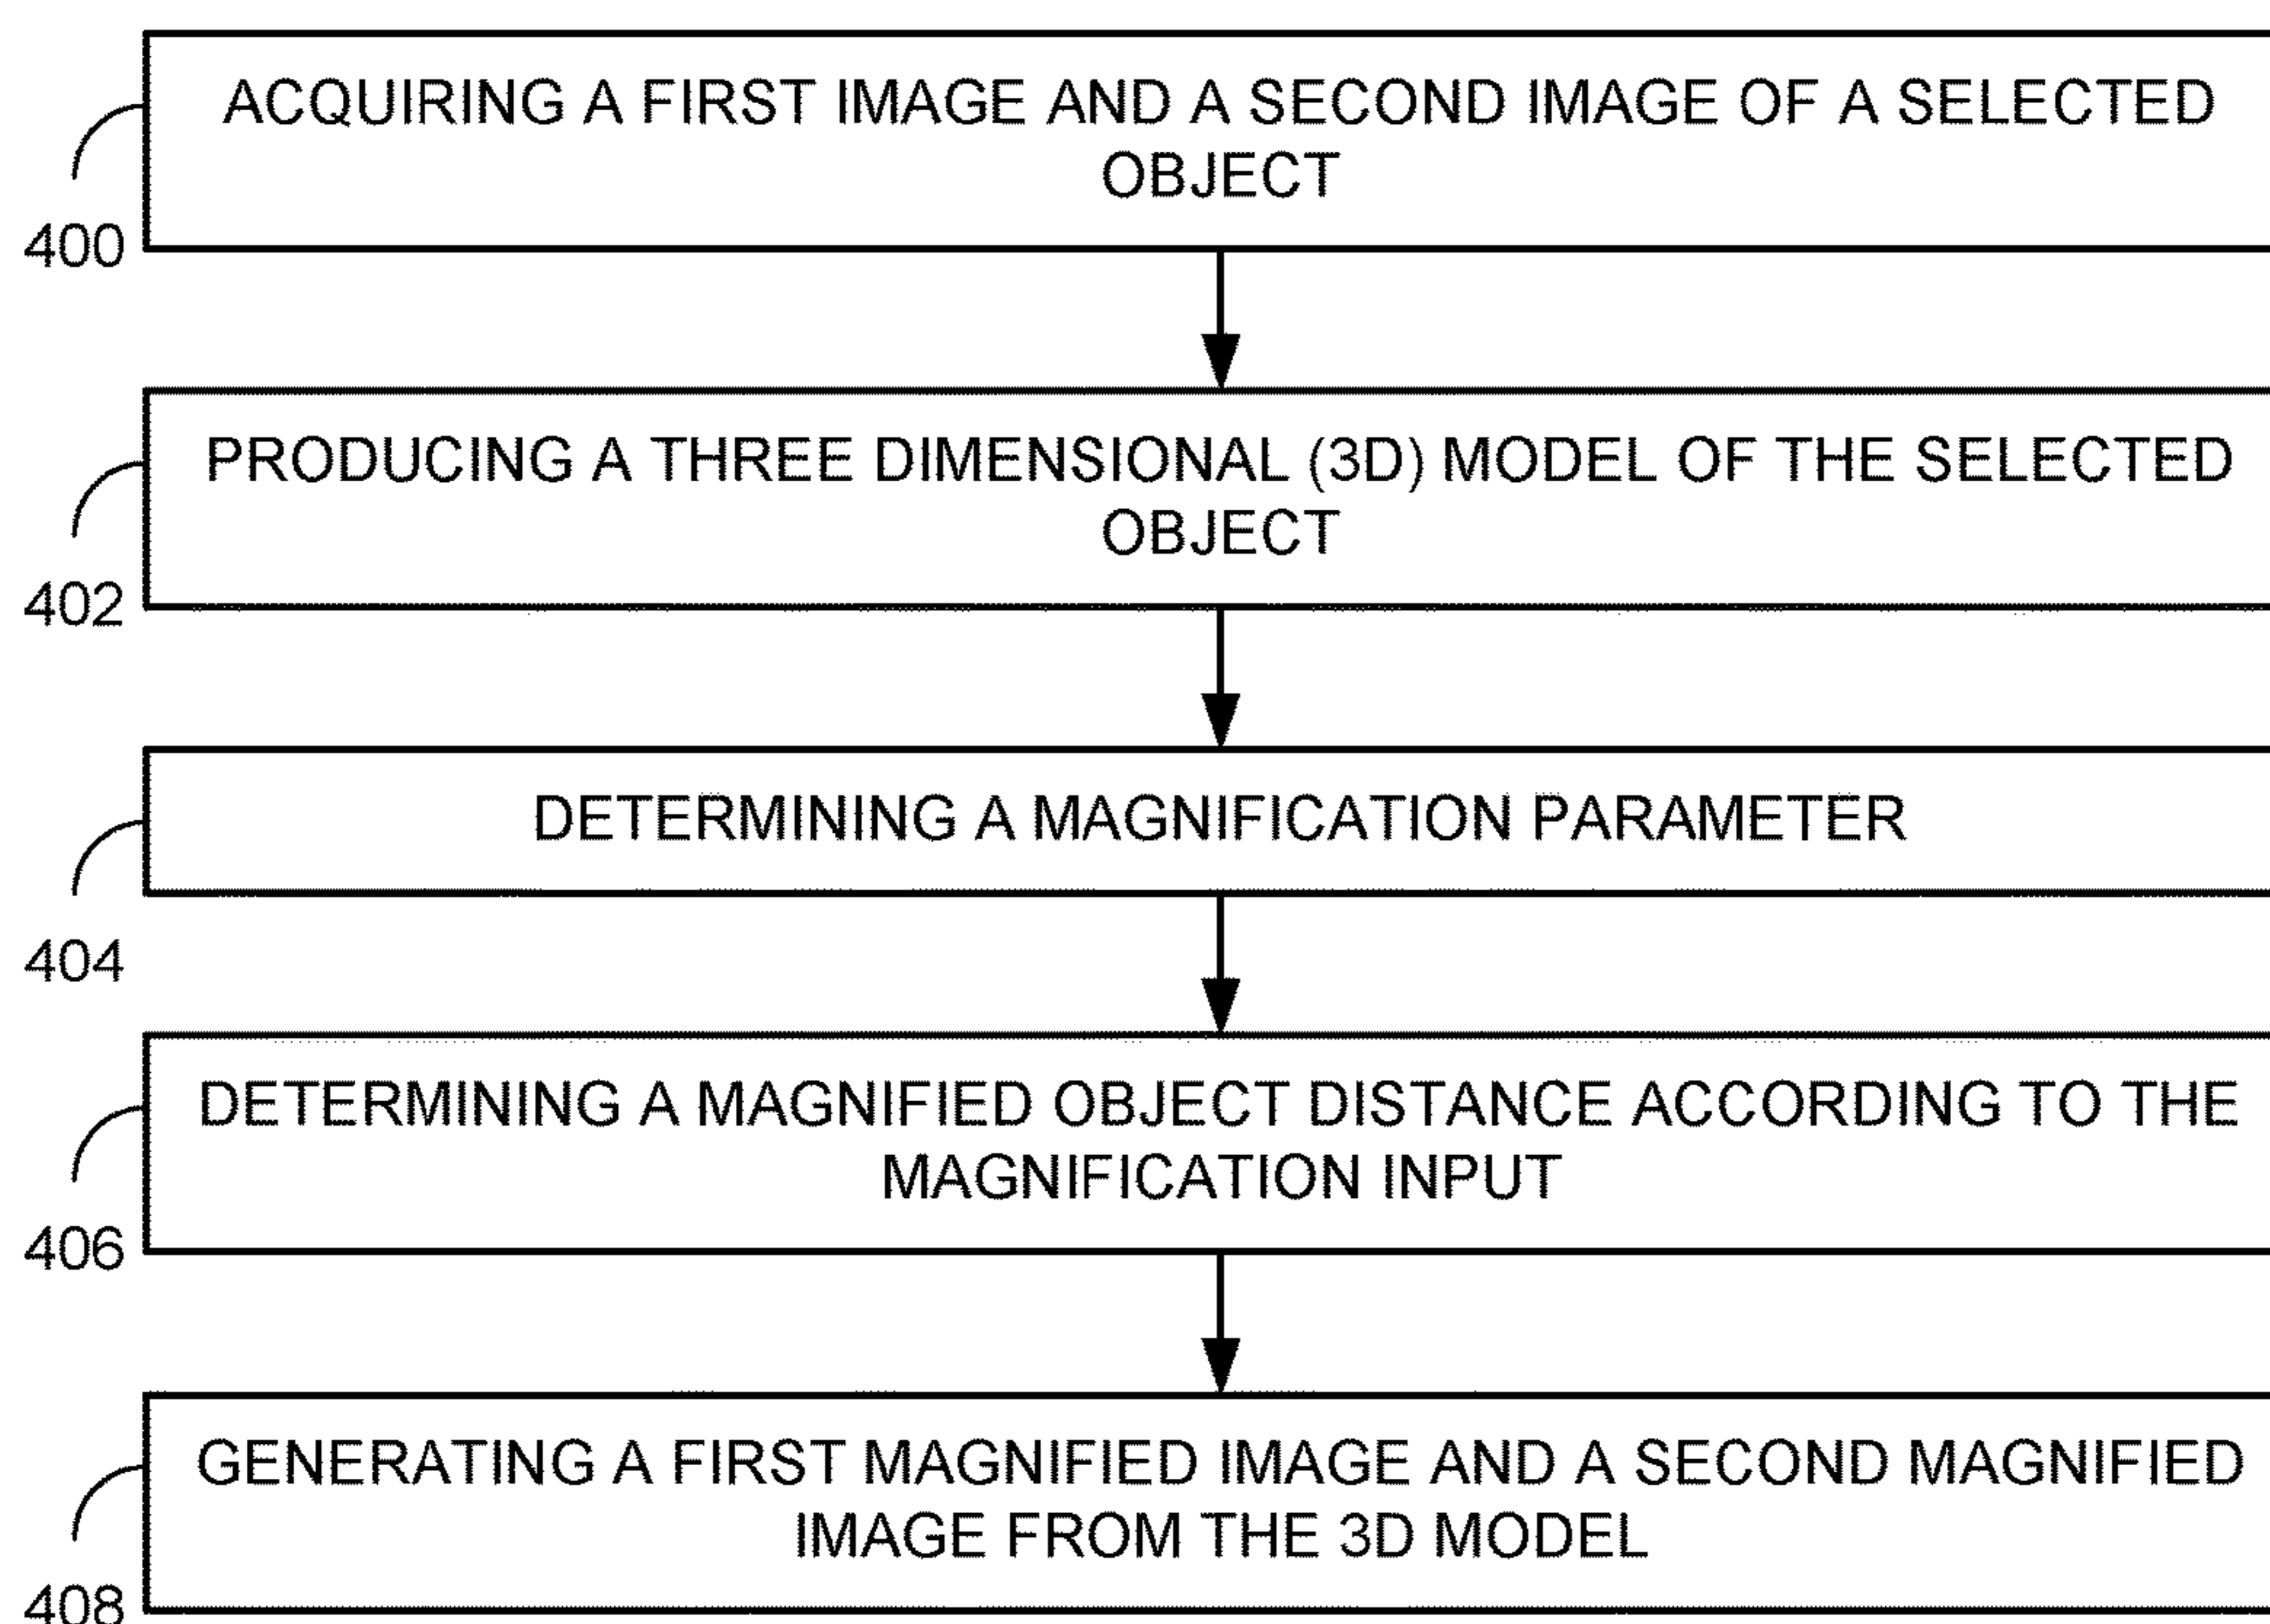 ACQUIRING A FIRST IMAGE AND A SECOND IMAGE OF A SELECTED
OBJECT
400
PRODUCING A THREE DIMENSIONAL (3D) MODEL OF THE SELECTED
OBJECT
402
DETERMINING A MAGNIFICATION PARAMETER
404
DETERMINING A MAGNIFIED OBJECT DISTANCE ACCORDING TO THE
MAGNIFICATION INPUT
406
GENERATING A FIRST MAGNIFIED IMAGE AND A SECOND MAGNIFIED
IMAGE FROM THE 3D MODEL
408